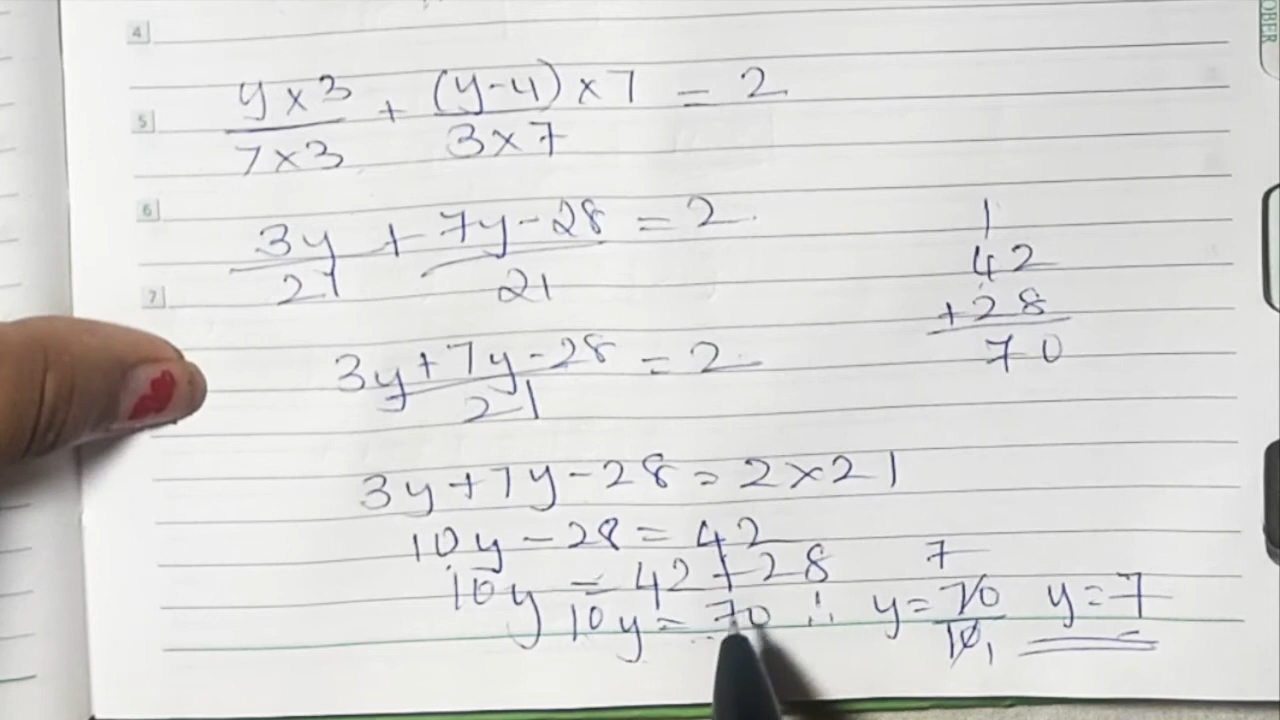 4
5
y×3/7×3 + (y-4)×7/3×7 = 2
6
3y/21 + 7y-28/21 = 2
7
3y+7y-28/21 = 2
1
42
+28
70
3y+7y-28=2×21
10y-28=42
10y=42+28
10y=70 ∴ y=70/10 7 1 y=7
OBER